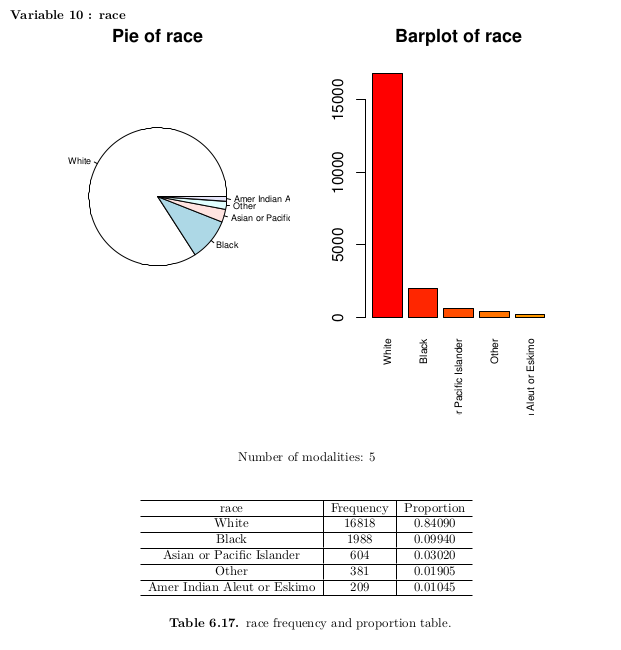 Variable 10 : race
Pie of race
White
Amer Indian A
Other
Asian or Pacific
Black
Barplot of race
15000
10000
5000
0
White
Black
r Pacific Islander
Other
Aleut or Eskimo
Number of modalities: 5
race Frequency Proportion
White 16818 0.84090
Black 1988 0.09940
Asian or Pacific Islander 604 0.03020
Other 381 0.01905
Amer Indian Aleut or Eskimo 209 0.01045
Table 6.17. race frequency and proportion table.